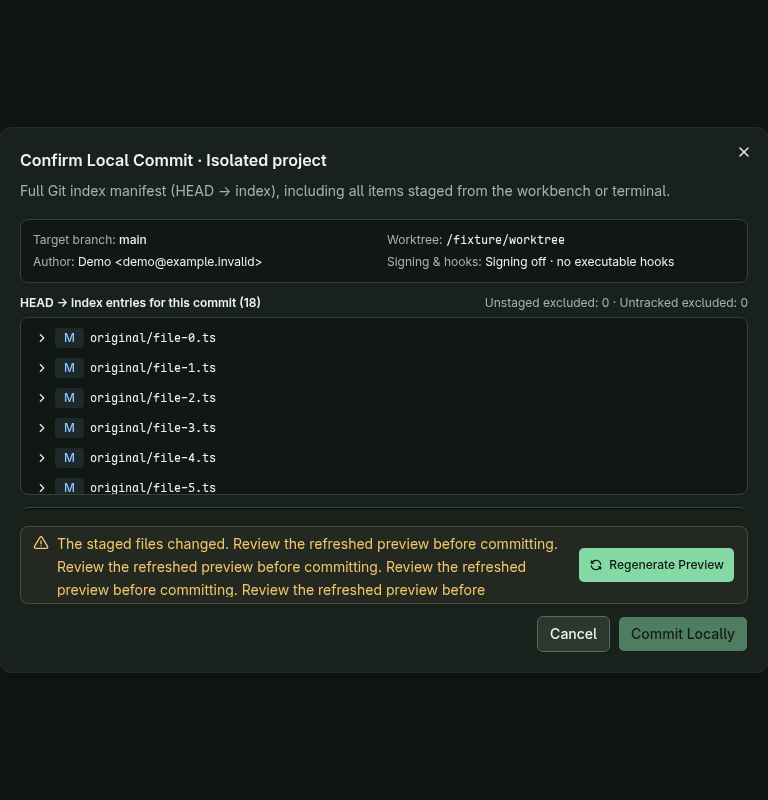 Confirm Local Commit · Isolated project
Full Git index manifest (HEAD → index), including all items staged from the workbench or terminal.
Target branch: main
Worktree: /fixture/worktree
Author: Demo <demo@example.invalid>
Signing & hooks: Signing off · no executable hooks
HEAD → index entries for this commit (18)
Unstaged excluded: 0 · Untracked excluded: 0
M original/file-0.ts
M original/file-1.ts
M original/file-2.ts
M original/file-3.ts
M original/file-4.ts
M original/file-5.ts
The staged files changed. Review the refreshed preview before committing.
Review the refreshed preview before committing. Review the refreshed
preview before committing. Review the refreshed preview before
Regenerate Preview
Cancel
Commit Locally